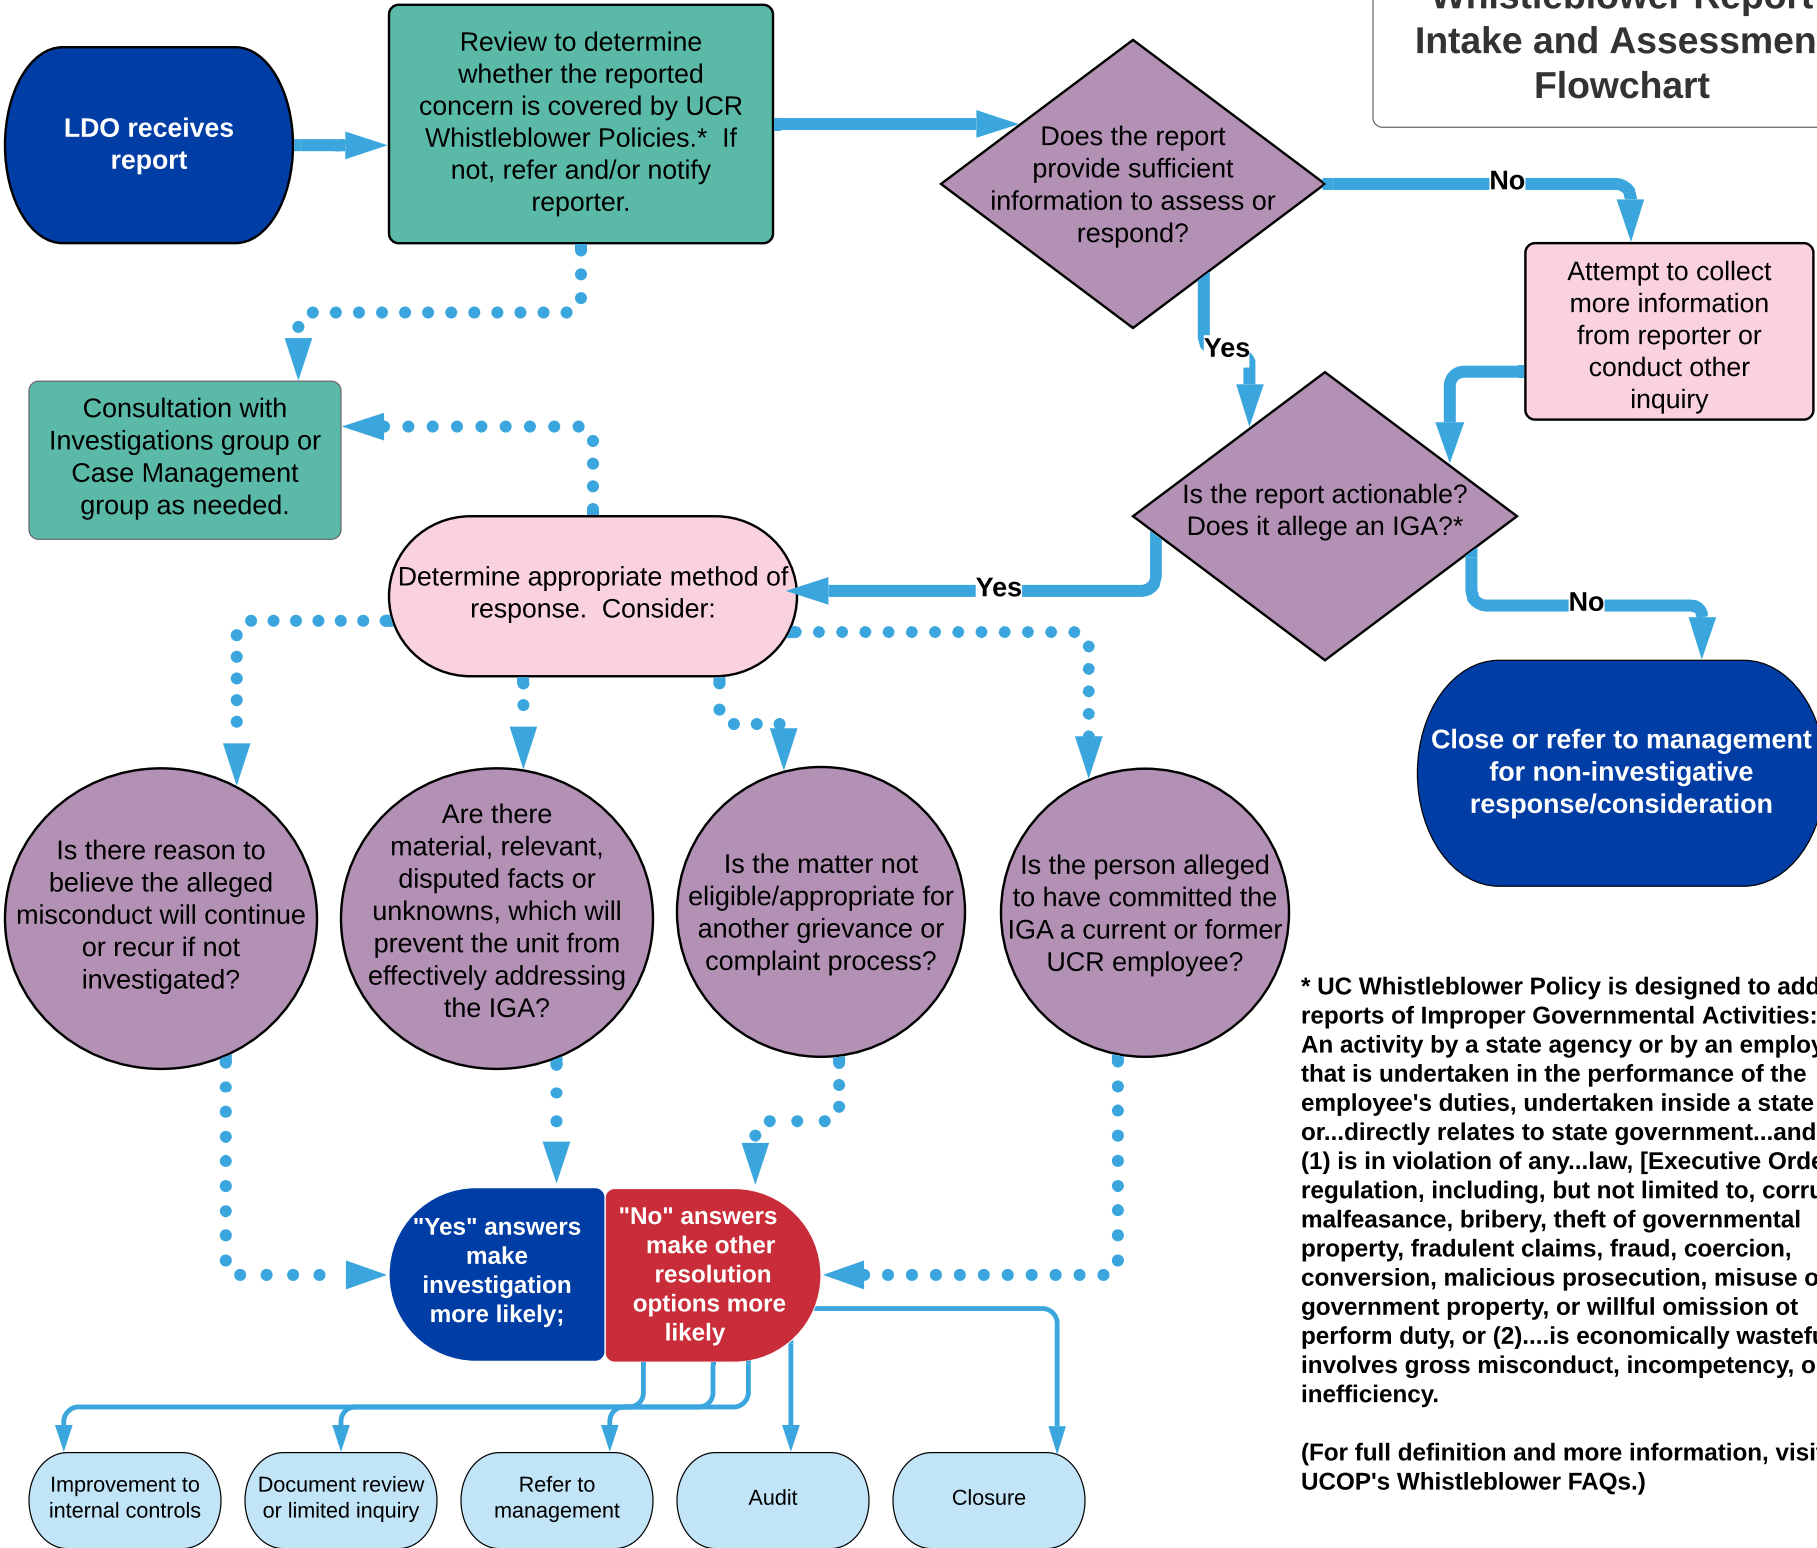 Whistleblower Report
Intake and
Flowchart
LDO receives
report
Review to determine
whether the reported
concern is covered by UCR
Whistleblower Policies.*  If
not, refer and/or notify
reporter.
Does the report
provide sufficient
information to assess or
respond?
No
Attempt to collect
more information
from reporter or
conduct other
inquiry
Yes
Consultation with
Investigations group or
Case Management
group as needed.
Is the report actionable?
Does it allege an IGA?*
Determine appropriate method of
response.  Consider:
Yes
No
Close or refer to management
for non-investigative
response/consideration
Is there reason to
believe the alleged
misconduct will continue
or recur if not
investigated?
Are there
material, relevant,
disputed facts or
unknowns, which will
prevent the unit from
effectively addressing
the IGA?
Is the matter not
eligible/appropriate for
another grievance or
complaint process?
Is the person alleged
to have committed the
IGA a current or former
UCR employee?
* UC Whistleblower Policy is designed to
reports of Improper Governmental Activities:
An activity by a state agency or by an
that is undertaken in the performance of the
employee's duties, undertaken inside a state
or...directly relates to state government...and
(1) is in violation of any...law, [Executive
regulation, including, but not limited to,
malfeasance, bribery, theft of governmental
property, fradulent claims, fraud, coercion,
conversion, malicious prosecution, misuse
government property, or willful omission ot
perform duty, or (2)....is economically
involves gross misconduct, incompetency,
inefficiency.
(For full definition and more information,
UCOP's Whistleblower FAQs.)
"Yes" answers
make
investigation
more likely;
"No" answers
make other
resolution
options more
likely
Improvement to
internal controls
Document review
or limited inquiry
Refer to
management
Audit
Closure